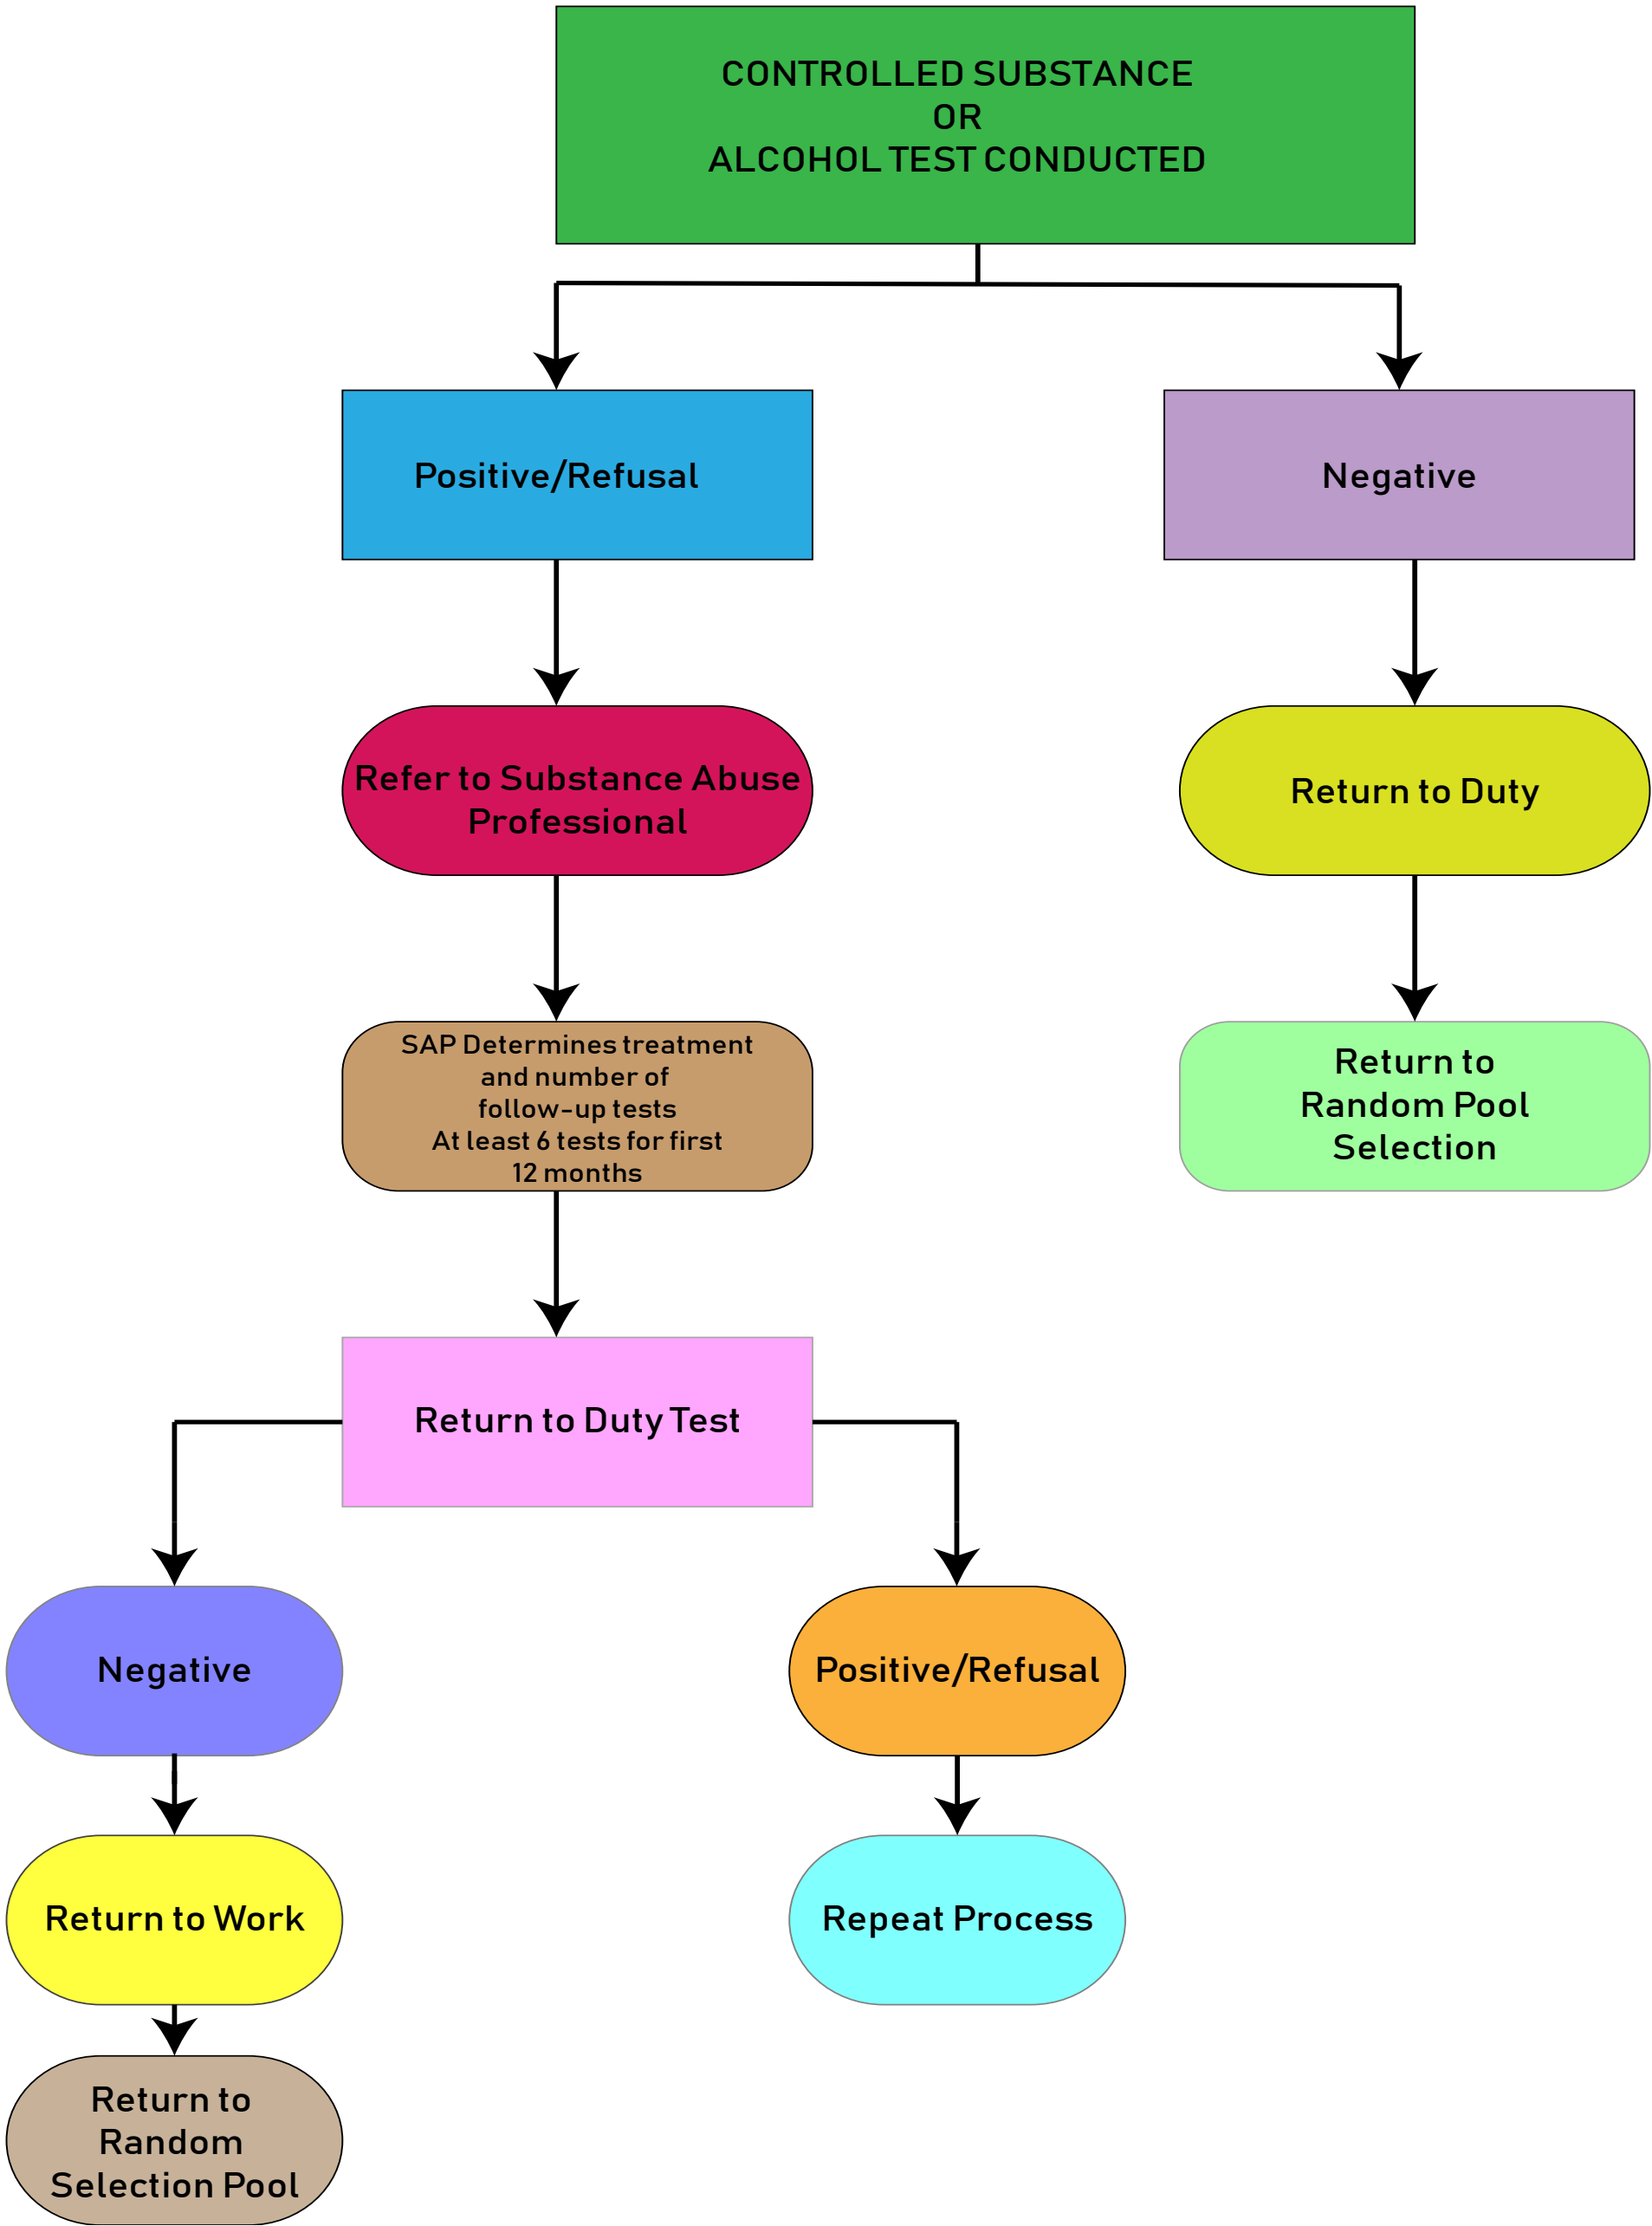 CONTROLLED SUBSTANCE
OR
ALCOHOL TEST CONDUCTED
Positive/Refusal
Negative
Refer to Substance Abuse
Professional
Return to Duty
SAP Determines treatment
and number of
follow-up tests
At least 6 tests for first
12 months
Return to
Random Pool
Selection
Return to Duty Test
Negative
Positive/Refusal
Return to Work
Repeat Process
Return to
Random
Selection Pool